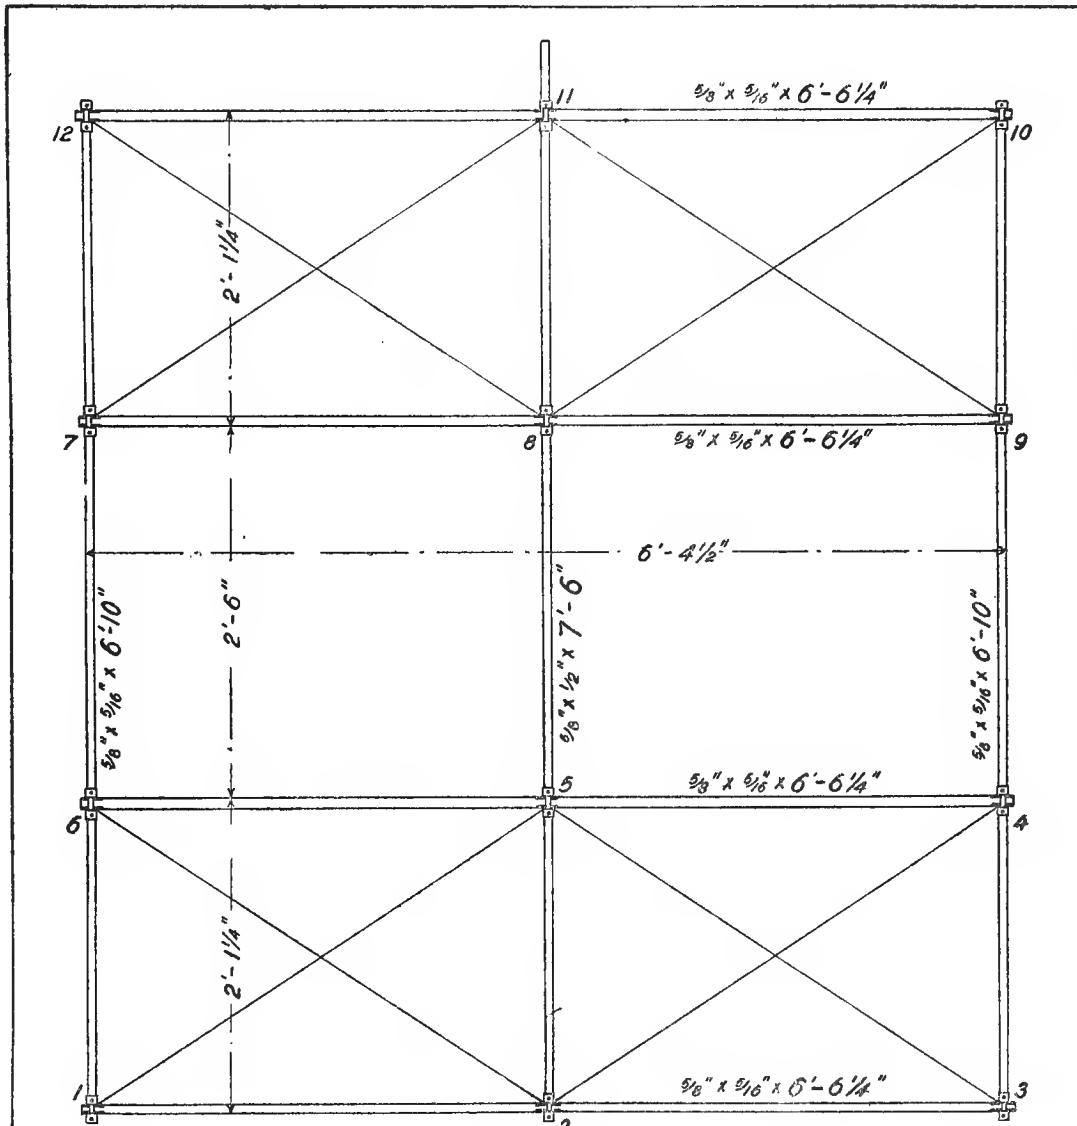 11
5/8" x 5/16" x 6'-6 1/4"
12
10
2'-1 1/4"
7
8
5/8" x 5/16" x 6'-6 1/4"
9
6'-4 1/2"
5/8" x 5/16" x 6'-10"
2'-6"
5/8" x 1/2" x 7'-6"
5/8" x 5/16" x 6'-10"
5
5/8" x 5/16" x 6'-6 1/4"
6
4
2'-1 1/4"
1
5/8" x 5/16" x 6'-6 1/4"
3
2